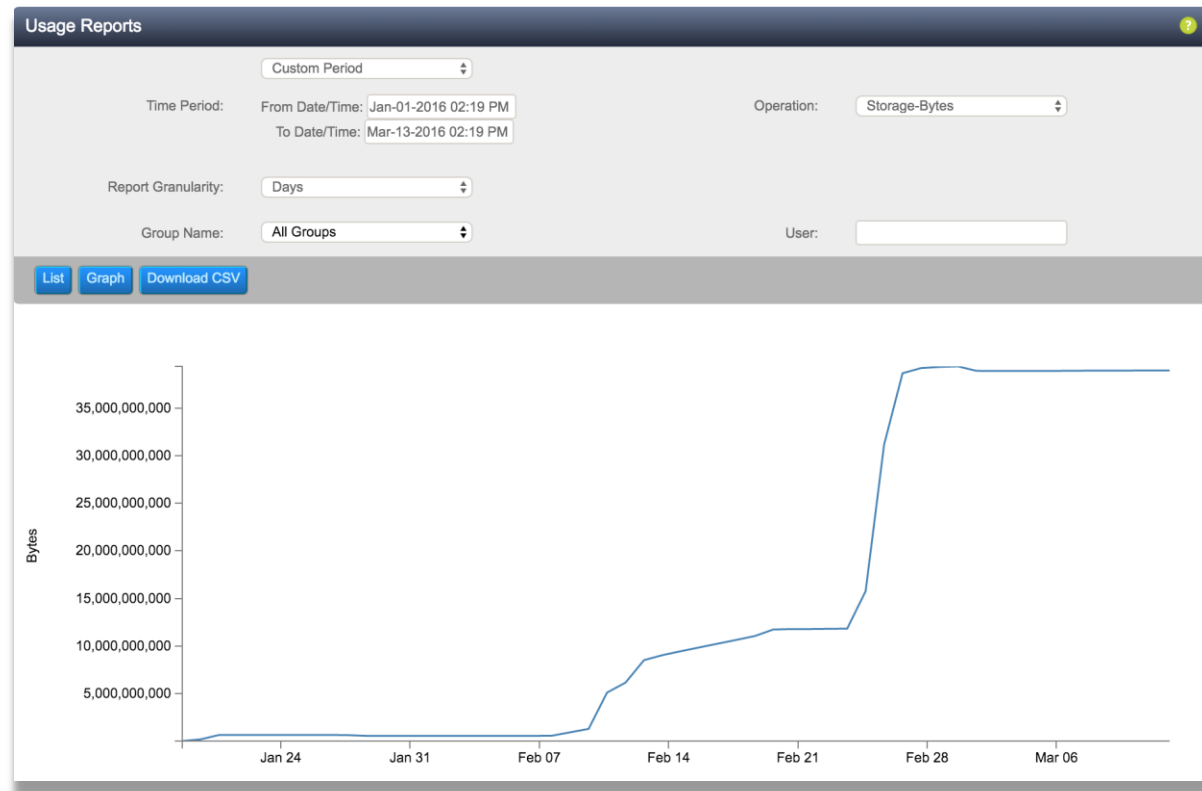 Usage Reports
?
Custom Period
Time Period:
From Date/Time: Jan-01-2016 02:19 PM
To Date/Time: Mar-13-2016 02:19 PM
Operation:
Storage-Bytes
Report Granularity:
Days
Group Name:
All Groups
User:
List
Graph
Download CSV
35,000,000,000
30,000,000,000
25,000,000,000
20,000,000,000
15,000,000,000
10,000,000,000
5,000,000,000
Bytes
Jan 24
Jan 31
Feb 07
Feb 14
Feb 21
Feb 28
Mar 06